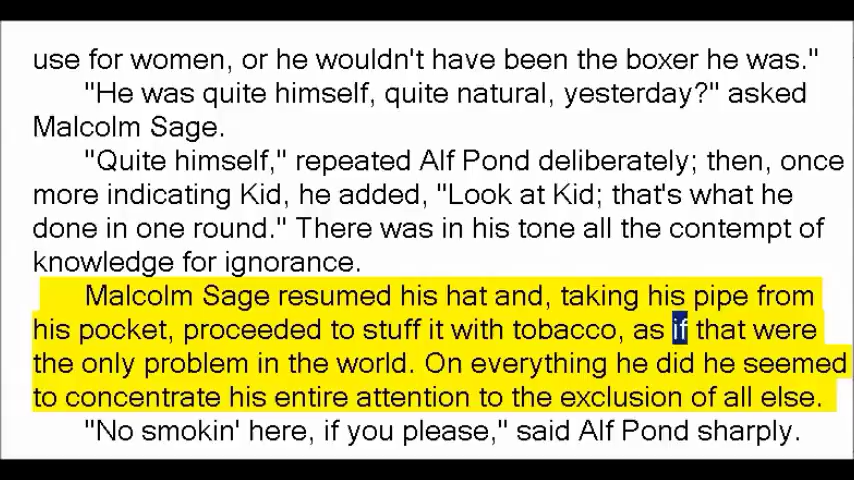 use for women, or he wouldn't have been the boxer he was."
"He was quite himself, quite natural, yesterday?" asked
Malcolm Sage.
"Quite himself," repeated Alf Pond deliberately; then, once
more indicating Kid, he added, "Look at Kid; that's what he
done in one round." There was in his tone all the contempt of
knowledge for ignorance.
Malcolm Sage resumed his hat and, taking his pipe from
his pocket, proceeded to stuff it with tobacco, as if that were
the only problem in the world. On everything he did he seemed
to concentrate his entire attention to the exclusion of all else.
"No smokin' here, if you please," said Alf Pond sharply.